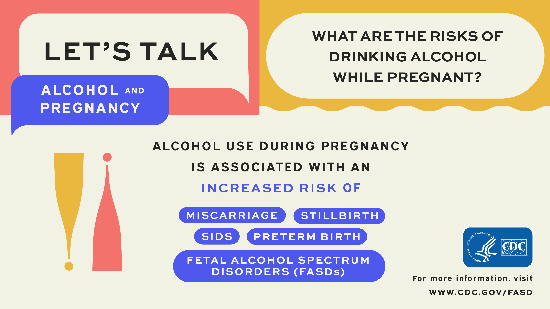 LET'S TALK
ALCOHOL AND
PREGNANCY
WHAT ARE THE RISKS OF
DRINKING ALCOHOL
WHILE PREGNANT?
ALCOHOL USE DURING PREGNANCY
IS ASSOCIATED WITH AN
INCREASED RISK OF
MISCARRIAGE
STILLBIRTH
SIDS
PRETERM BIRTH
FETAL ALCOHOL SPECTRUM
DISORDERS (FASDs)
CDC
For more information, visit
WWW.CDC.GOV/FASD